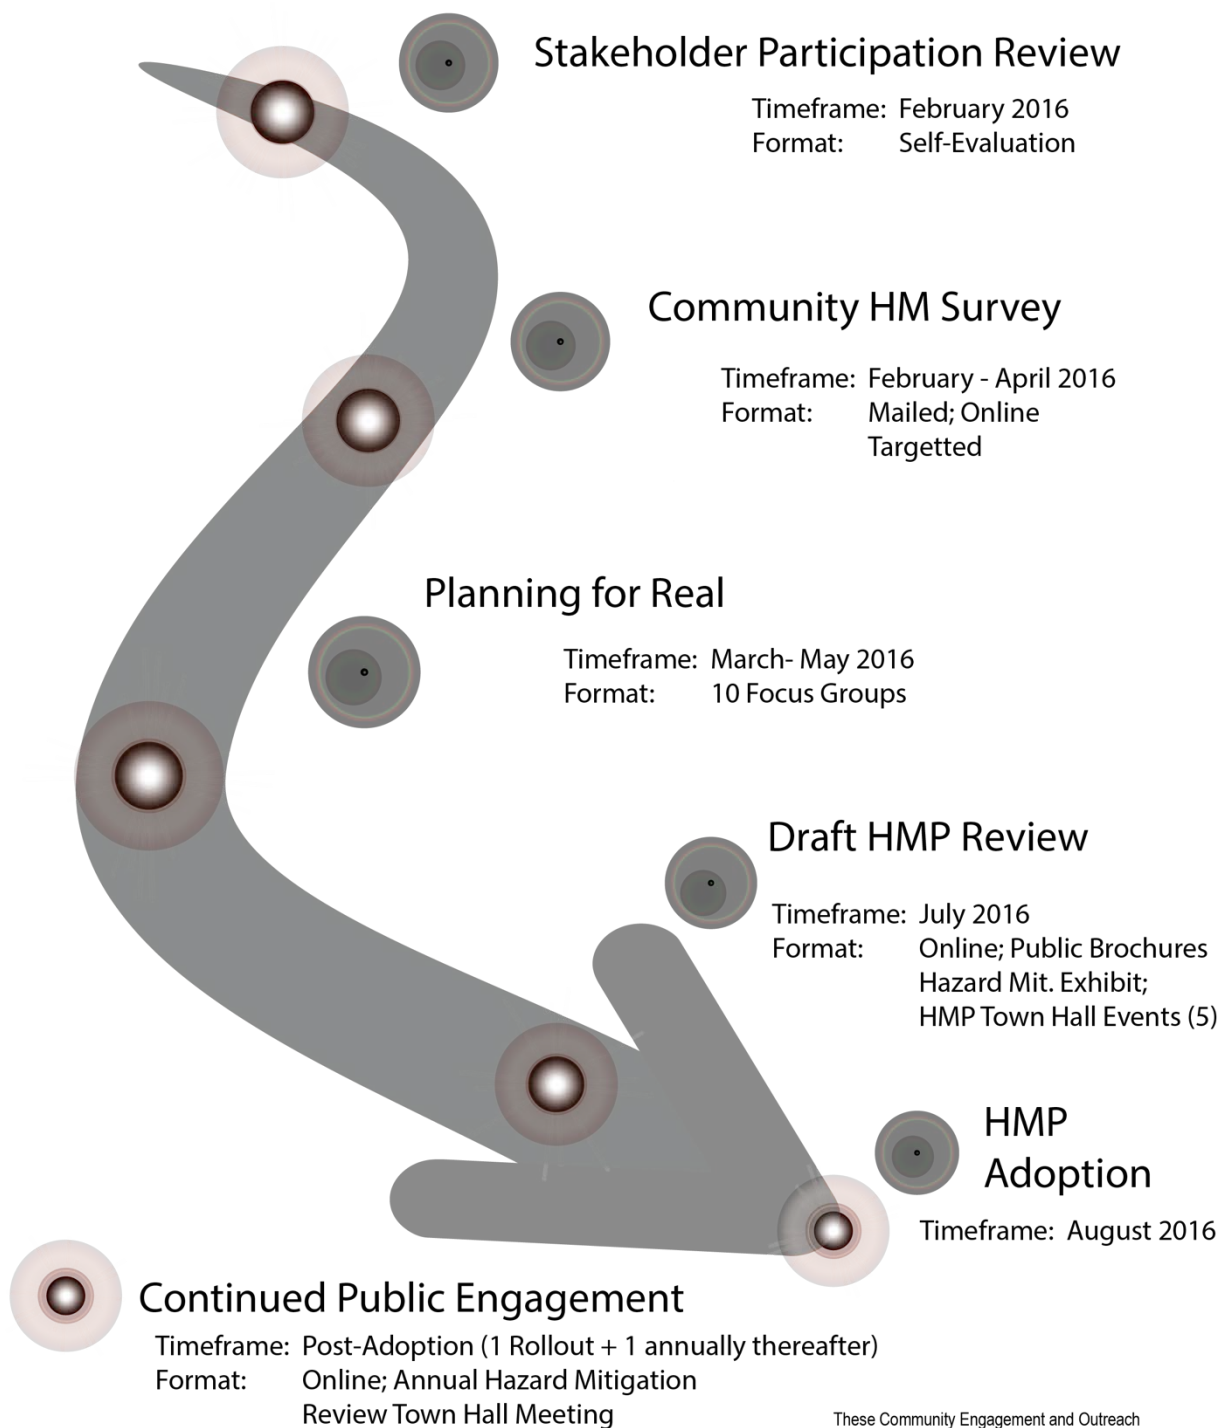 Stakeholder Participation Review
Timeframe: February 2016
Format: Self-Evaluation
Community HM Survey
Timeframe: February - April 2016
Format: Mailed; Online
Targetted
Planning for Real
Timeframe: March- May 2016
Format: 10 Focus Groups
Draft HMP Review
Timeframe: July 2016
Format: Online; Public Brochures
Hazard Mit. Exhibit;
HMP Town Hall Events (5)
HMP
Adoption
Timeframe: August 2016
Continued Public Engagement
Timeframe: Post-Adoption (1 Rollout + 1 annually thereafter)
Format: Online; Annual Hazard Mitigation
Review Town Hall Meeting
These Community Engagement and Outreach